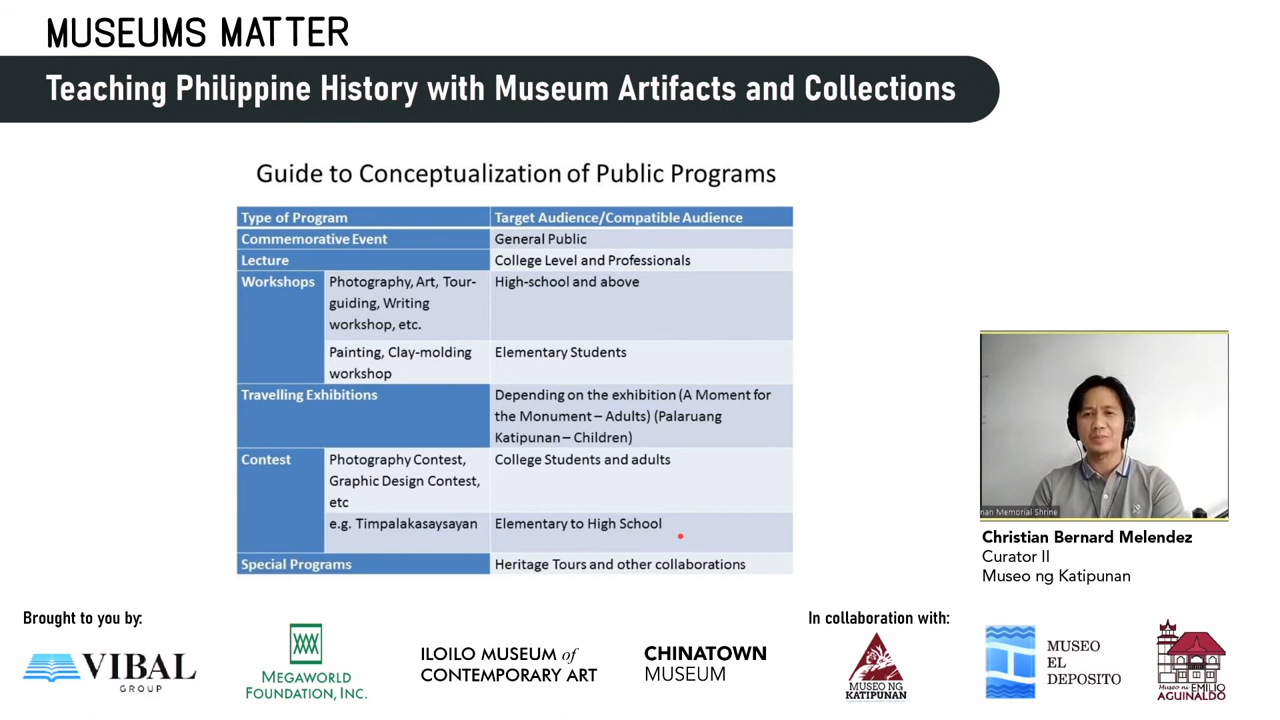 MUSEUMS MATTER
Teaching Philippine History with Museum Artifacts and Collections
Guide to Conceptualization of Public Programs
Type of Program
Target Audience/Compatible Audience
Commemorative Event
General Public
Lecture
College Level and Professionals
Workshops
Photography, Art, Tour-
guiding, Writing
workshop, etc.
High-school and above
Painting, Clay-molding
workshop
Elementary Students
Travelling Exhibitions
Depending on the exhibition (A Moment for
the Monument – Adults) (Palaruang
Katipunan – Children)
Contest
Photography Contest,
Graphic Design Contest,
etc
College Students and adults
e.g. Timpalakasaysayan
Elementary to High School
Special Programs
Heritage Tours and other collaborations
nan Memorial Shrine
Christian Bernard Melendez
Curator II
Museo ng Katipunan
Brought to you by:
VIBAL
GROUP
MEGAWORLD
FOUNDATION, INC.
ILOILO MUSEUM of
CONTEMPORARY ART
CHINATOWN
MUSEUM
In collaboration with:
MUSEO NG
KATIPUNAN
MUSEO
EL
DEPOSITO
Museo ni EMILIO
AGUINALDO